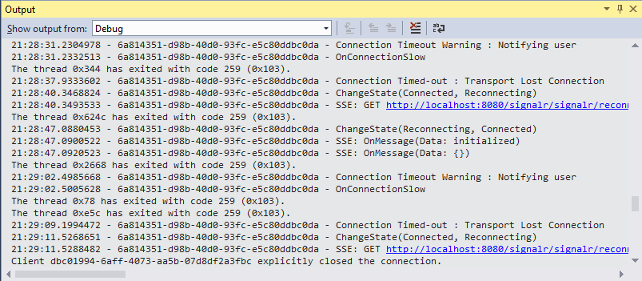 Output
Show output from: Debug
21:28:31.2304978 - 6a814351-d98b-40d0-93fc-e5c80ddbc0da - Connection Timeout Warning : Notifying user
21:28:31.2332513 - 6a814351-d98b-40d0-93fc-e5c80ddbc0da - OnConnectionSlow
The thread 0x344 has exited with code 259 (0x103).
21:28:37.9333602 - 6a814351-d98b-40d0-93fc-e5c80ddbc0da - Connection Timed-out : Transport Lost Connection
21:28:40.3468824 - 6a814351-d98b-40d0-93fc-e5c80ddbc0da - ChangeState(Connected, Reconnecting)
21:28:40.3493533 - 6a814351-d98b-40d0-93fc-e5c80ddbc0da - SSE: GET http://localhost:8080/signalr/signalr/recon
The thread 0x624c has exited with code 259 (0x103).
21:28:47.0880453 - 6a814351-d98b-40d0-93fc-e5c80ddbc0da - ChangeState(Reconnecting, Connected)
21:28:47.0900522 - 6a814351-d98b-40d0-93fc-e5c80ddbc0da - SSE: OnMessage(Data: initialized)
21:28:47.0920523 - 6a814351-d98b-40d0-93fc-e5c80ddbc0da - SSE: OnMessage(Data: {})
The thread 0x2668 has exited with code 259 (0x103).
21:29:02.4985668 - 6a814351-d98b-40d0-93fc-e5c80ddbc0da - Connection Timeout Warning : Notifying user
21:29:02.5005628 - 6a814351-d98b-40d0-93fc-e5c80ddbc0da - OnConnectionSlow
The thread 0x78 has exited with code 259 (0x103).
The thread 0xe5c has exited with code 259 (0x103).
21:29:09.1994472 - 6a814351-d98b-40d0-93fc-e5c80ddbc0da - Connection Timed-out : Transport Lost Connection
21:29:11.5268651 - 6a814351-d98b-40d0-93fc-e5c80ddbc0da - ChangeState(Connected, Reconnecting)
21:29:11.5288482 - 6a814351-d98b-40d0-93fc-e5c80ddbc0da - SSE: GET http://localhost:8080/signalr/signalr/recon
Client dbc01994-6aff-4073-aa5b-07d8df2a3fbc explicitly closed the connection.